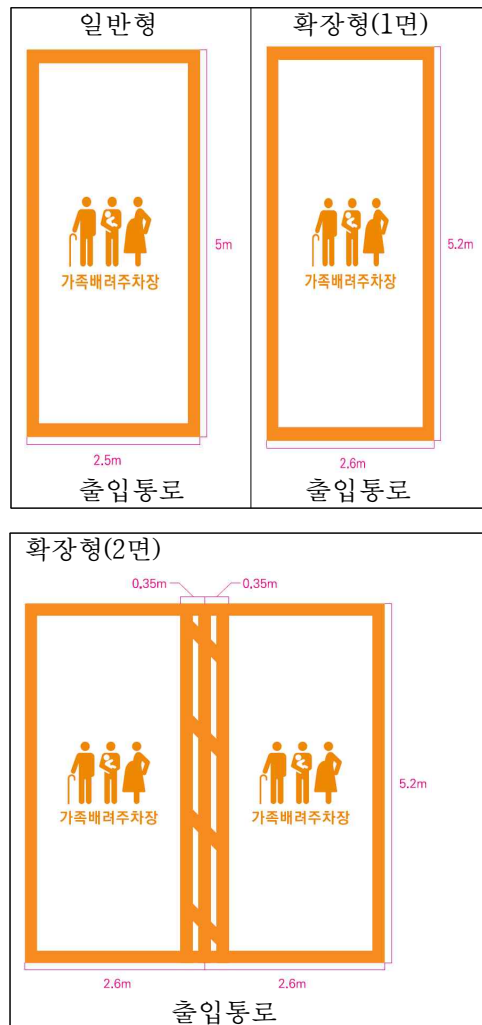 일반형
확장형(1면)
가족배려주차장
5m
2.5m
출입통로
가족배려주차장
5.2m
2.6m
출입통로
확장형(2면)
0.35m
0.35m
가족배려주차장
가족배려주차장
5.2m
2.6m
2.6m
출입통로